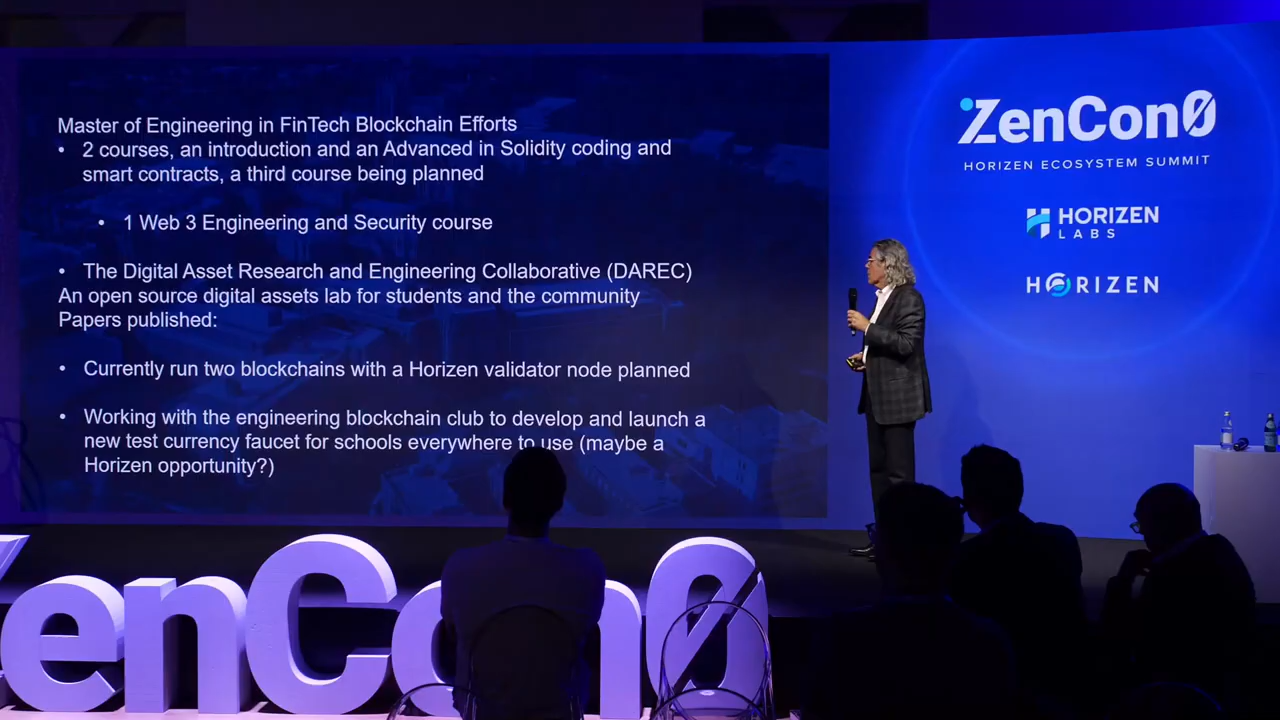 Master of Engineering in FinTech Blockchain Efforts
• 2 courses, an introduction and an Advanced in Solidity coding and
smart contracts, a third course being planned
• 1 Web 3 Engineering and Security course
• The Digital Asset Research and Engineering Collaborative (DAREC)
An open source digital assets lab for students and the community
Papers published:
• Currently run two blockchains with a Horizen validator node planned
• Working with the engineering blockchain club to develop and launch a
new test currency faucet for schools everywhere to use (maybe a
Horizen opportunity?)
ZenCon0
HORIZEN ECOSYSTEM SUMMIT
HORIZEN
LABS
HORIZEN
ZenCon0